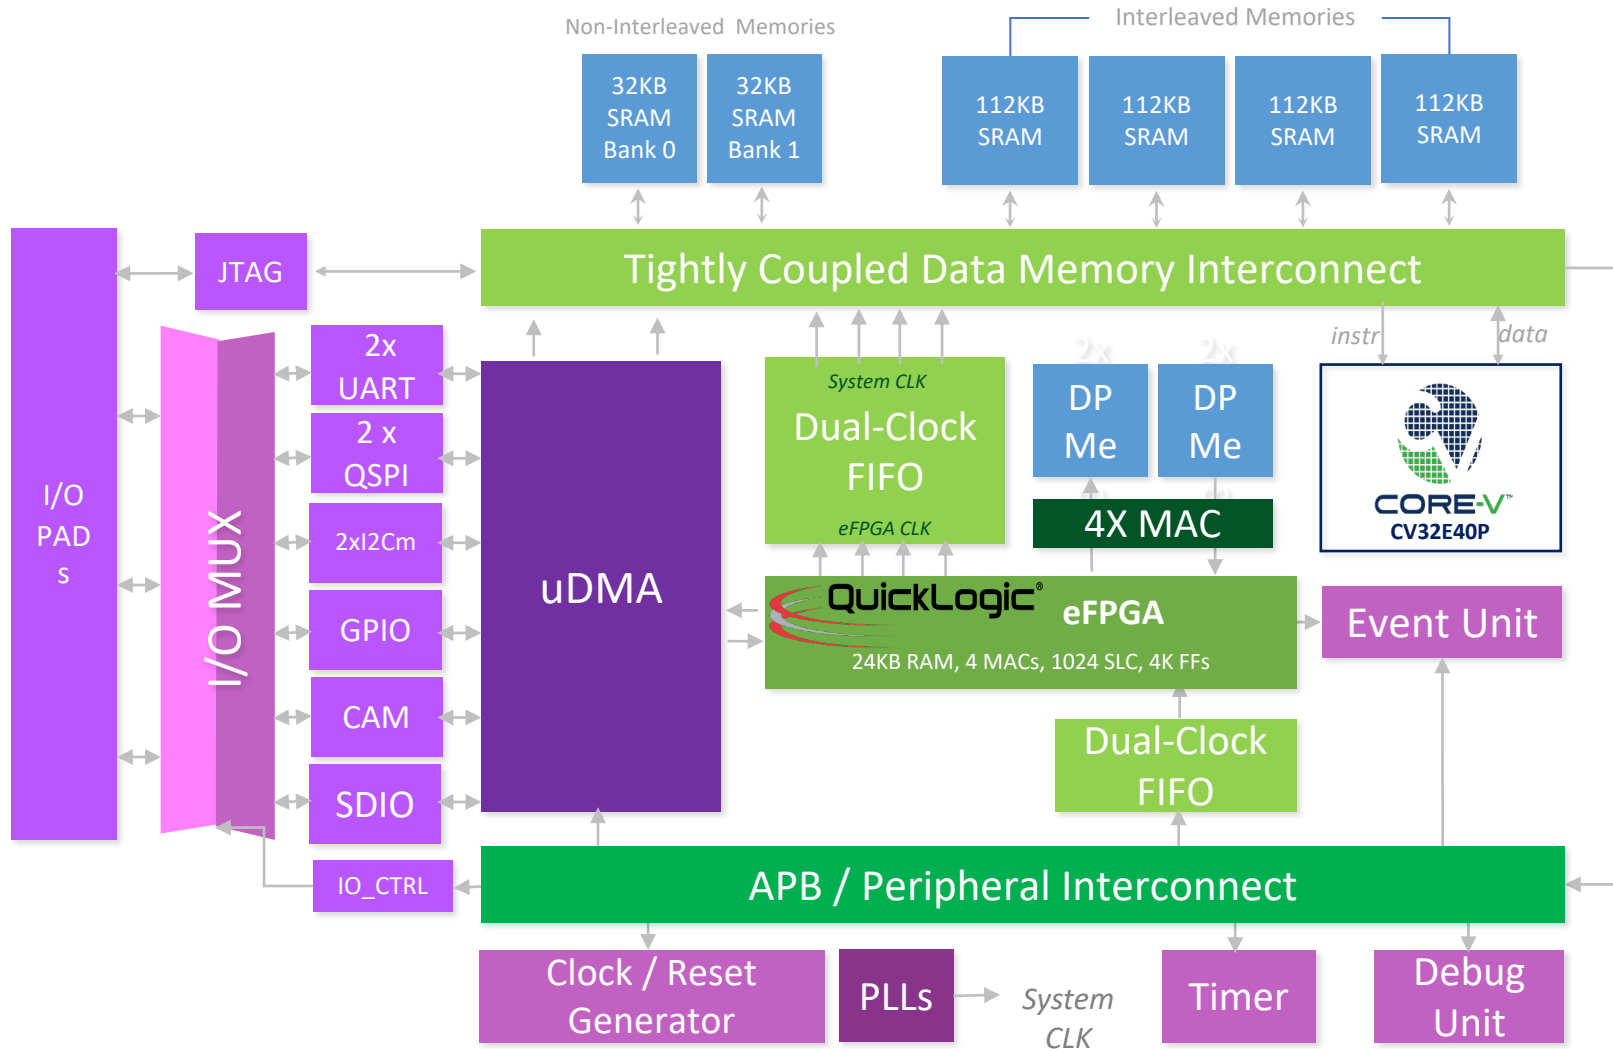 Non-Interleaved Memories
Interleaved Memories
32KB
SRAM
Bank 0
32KB
SRAM
Bank 1
112KB
SRAM
112KB
SRAM
112KB
SRAM
112KB
SRAM
JTAG
Tightly Coupled Data Memory Interconnect
instr
data
I/O
PAD
s
I/O MUX
2x
UART
2 x
QSPI
2xI2Cm
GPIO
CAM
SDIO
IO_CTRL
uDMA
System CLK
Dual-Clock
FIFO
eFPGA CLK
2x
DP
Me
2x
DP
Me
4X MAC
CORE-V™
CV32E40P
QuickLogic®
eFPGA
24KB RAM, 4 MACs, 1024 SLC, 4K FFs
Event Unit
Dual-Clock
FIFO
APB / Peripheral Interconnect
Clock / Reset
Generator
PLLs
System
CLK
Timer
Debug
Unit